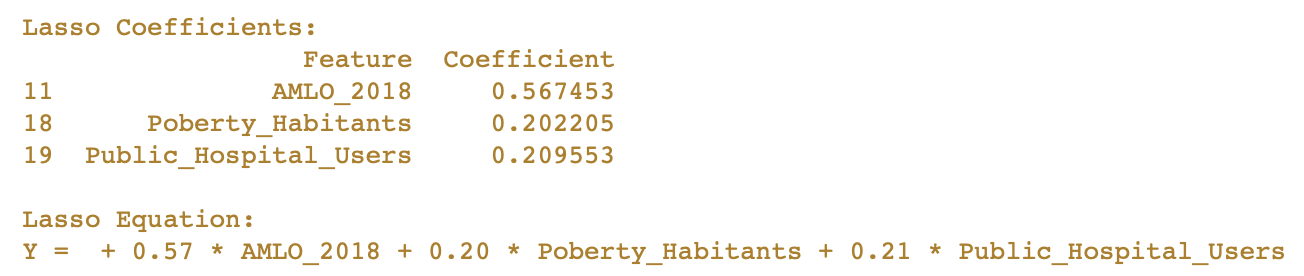 Lasso Coefficients:
Feature Coefficient
11 AMLO_2018 0.567453
18 Poberty_Habitants 0.202205
19 Public_Hospital_Users 0.209553
Lasso Equation:
Y = + 0.57 * AMLO_2018 + 0.20 * Poberty_Habitants + 0.21 * Public_Hospital_Users